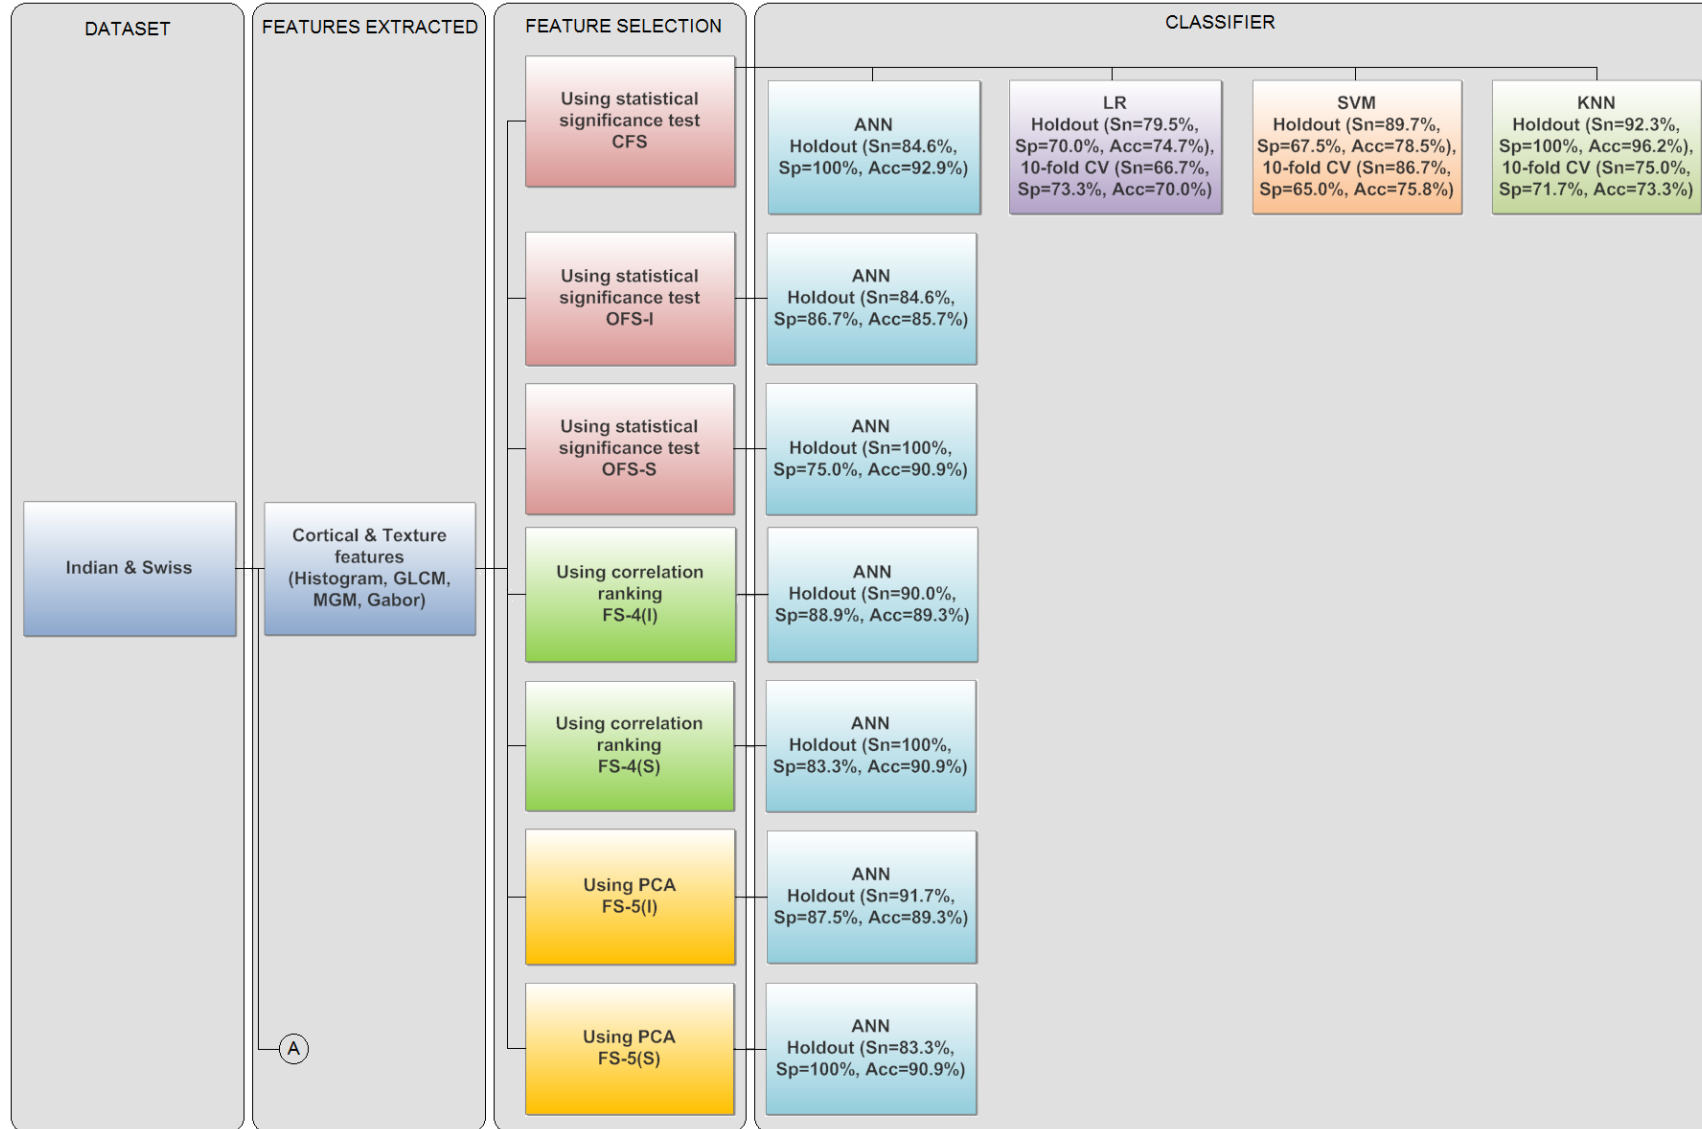 DATASET
FEATURES EXTRACTED
FEATURE SELECTION
CLASSIFIER
Indian & Swiss
Cortical & Texture
features
(Histogram, GLCM,
MGM, Gabor)
A
Using statistical
significance test
CFS
ANN
Holdout (Sn=84.6%,
Sp=100%, Acc=92.9%)
LR
Holdout (Sn=79.5%,
Sp=70.0%, Acc=74.7%),
10-fold CV (Sn=66.7%,
Sp=73.3%, Acc=70.0%)
SVM
Holdout (Sn=89.7%,
Sp=67.5%, Acc=78.5%),
10-fold CV (Sn=86.7%,
Sp=65.0%, Acc=75.8%)
KNN
Holdout (Sn=92.3%,
Sp=100%, Acc=96.2%),
10-fold CV (Sn=75.0%,
Sp=71.7%, Acc=73.3%)
Using statistical
significance test
OFS-I
ANN
Holdout (Sn=84.6%,
Sp=86.7%, Acc=85.7%)
Using statistical
significance test
OFS-S
ANN
Holdout (Sn=100%,
Sp=75.0%, Acc=90.9%)
Using correlation
ranking
FS-4(I)
ANN
Holdout (Sn=90.0%,
Sp=88.9%, Acc=89.3%)
Using correlation
ranking
FS-4(S)
ANN
Holdout (Sn=100%,
Sp=83.3%, Acc=90.9%)
Using PCA
FS-5(I)
ANN
Holdout (Sn=91.7%,
Sp=87.5%, Acc=89.3%)
Using PCA
FS-5(S)
ANN
Holdout (Sn=83.3%,
Sp=100%, Acc=90.9%)